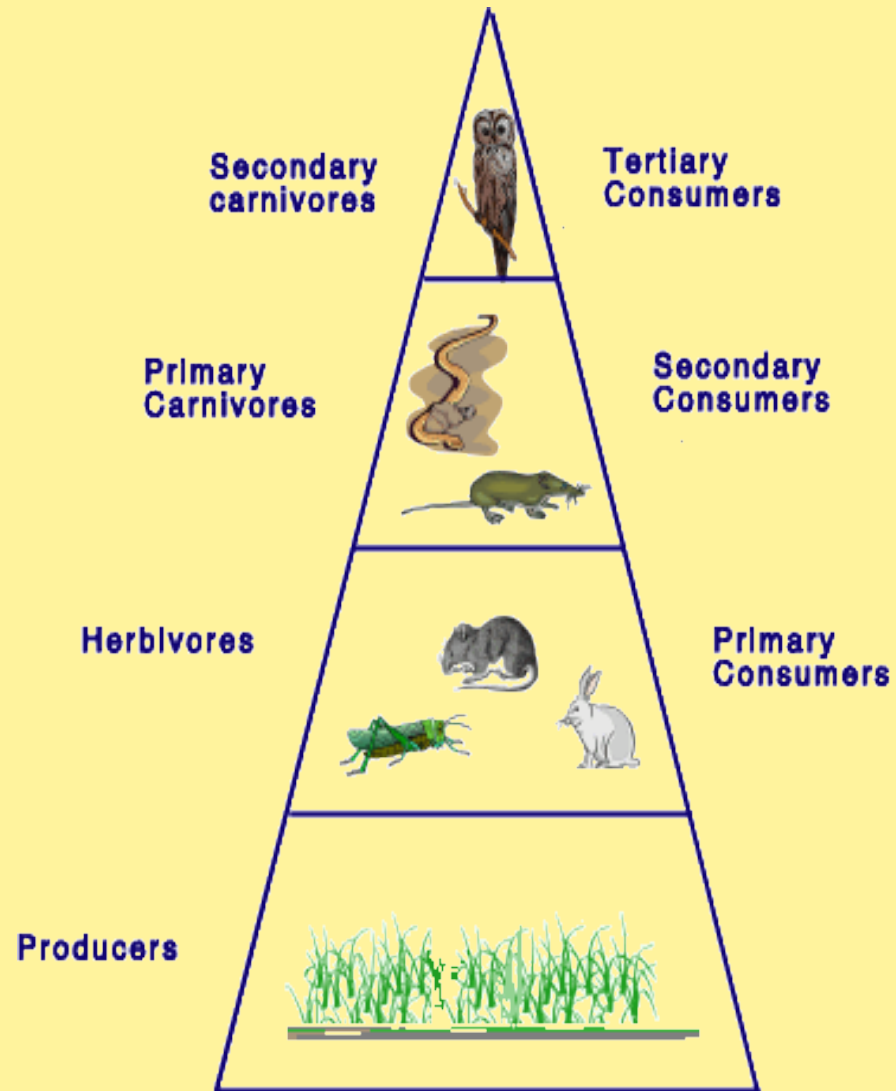 Secondary
carnivores
Tertiary
Consumers
Primary
Carnivores
Secondary
Consumers
Herbivores
Primary
Consumers
Producers